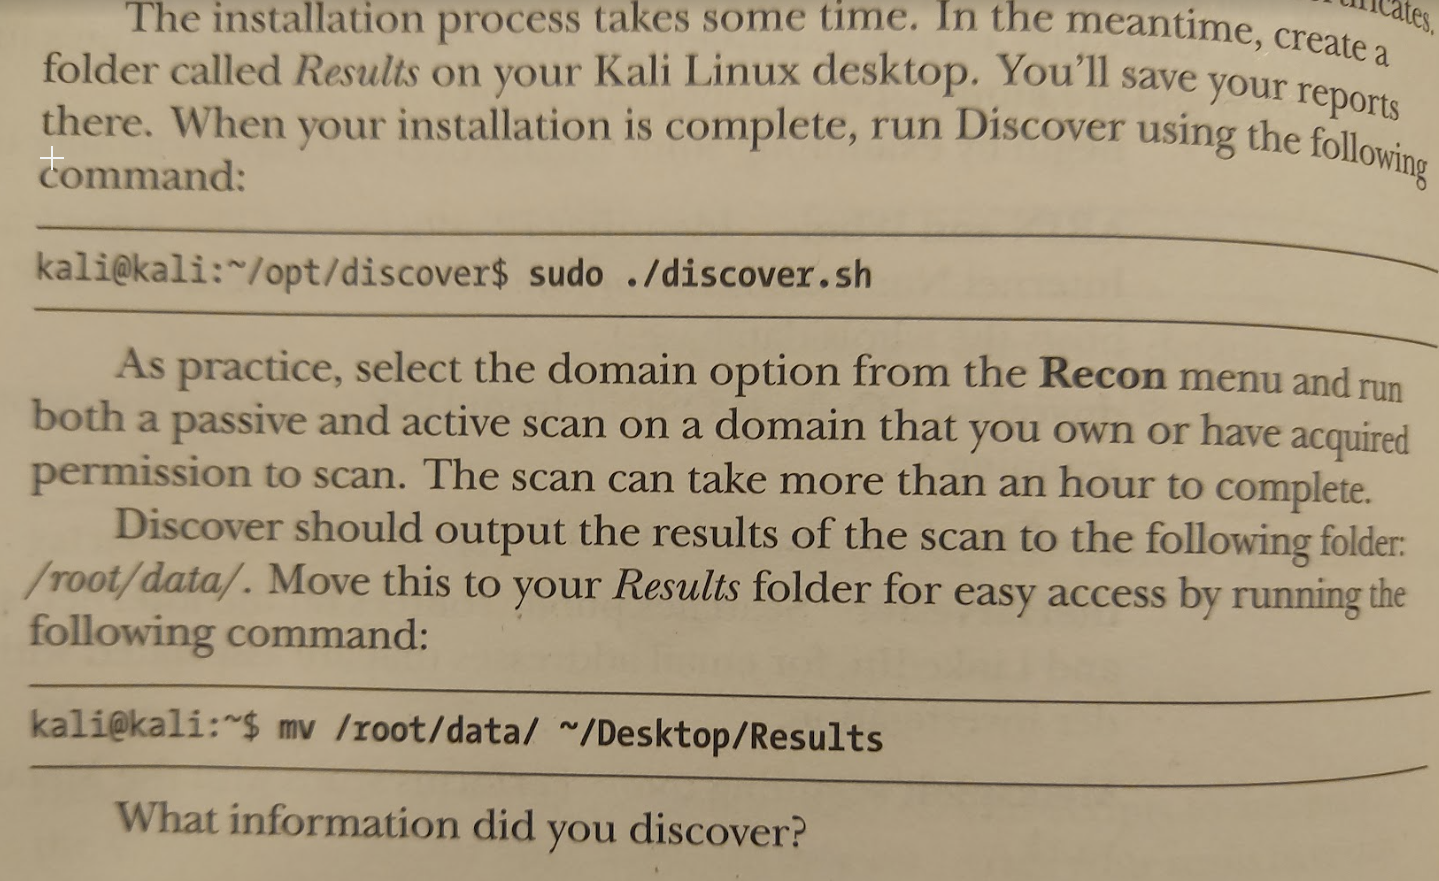 The installation process takes some time. In the meantime, create a
folder called Results on your Kali Linux desktop. You'll save your reports
there. When your installation is complete, run Discover using the following
command:
kali@kali:~/opt/discover$ sudo ./discover.sh
As practice, select the domain option from the Recon menu and run
both a passive and active scan on a domain that you own or have acquired
permission to scan. The scan can take more than an hour to complete.
Discover should output the results of the scan to the following folder:
/root/data/. Move this to your Results folder for easy access by running the
following command:
kali@kali:~$ mv /root/data/ ~/Desktop/Results
What information did you discover?